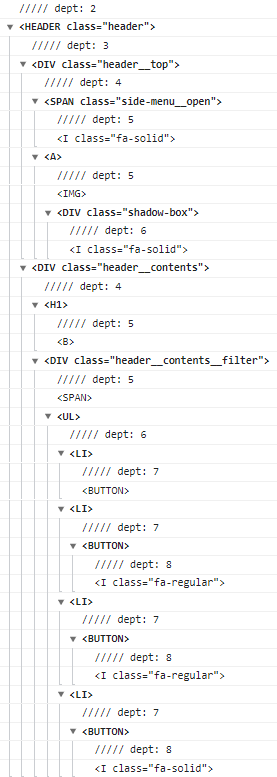 ///// dept: 2
<HEADER class="header">
///// dept: 3
<DIV class="header__top">
///// dept: 4
<SPAN class="side-menu__open">
///// dept: 5
<I class="fa-solid">
<A>
///// dept: 5
<IMG>
<DIV class="shadow-box">
///// dept: 6
<I class="fa-solid">
<DIV class="header__contents">
///// dept: 4
<H1>
///// dept: 5
<B>
<DIV class="header__contents__filter">
///// dept: 5
<SPAN>
<UL>
///// dept: 6
<LI>
///// dept: 7
<BUTTON>
<LI>
///// dept: 7
<BUTTON>
///// dept: 8
<I class="fa-regular">
<LI>
///// dept: 7
<BUTTON>
///// dept: 8
<I class="fa-regular">
<LI>
///// dept: 7
<BUTTON>
///// dept: 8
<I class="fa-solid">